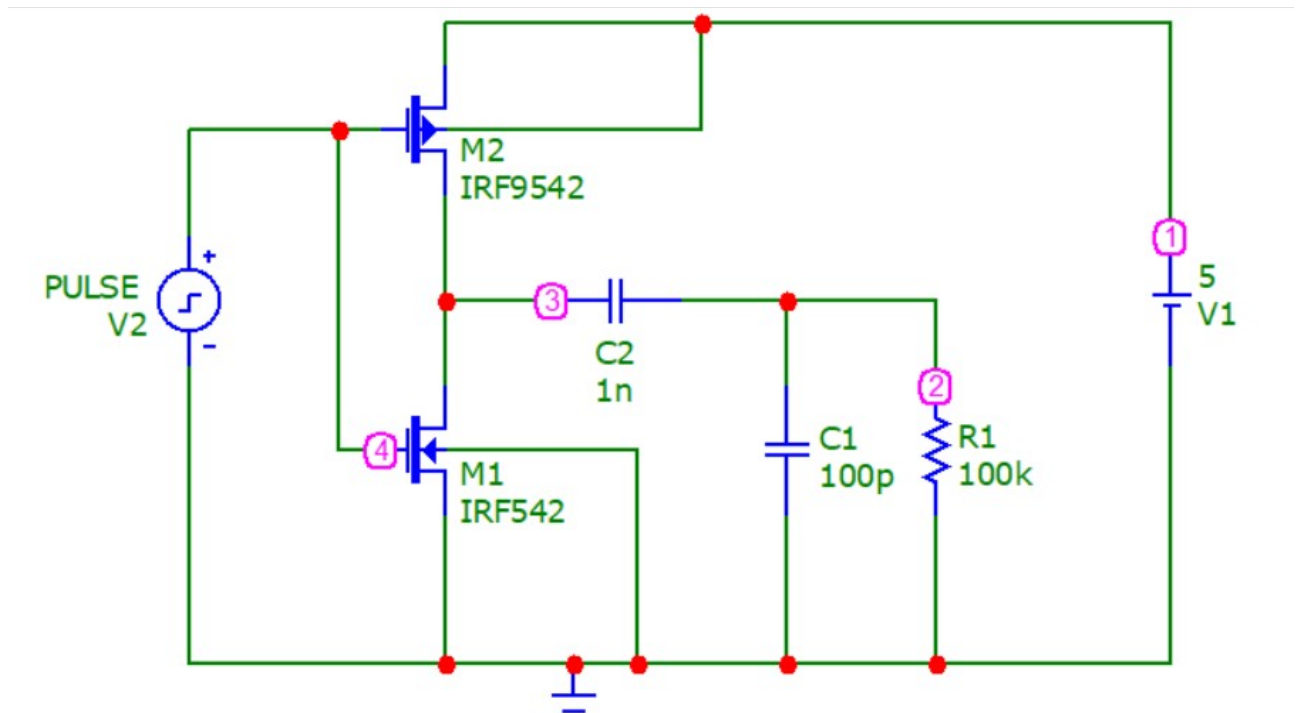 M2
IRF9542
1
PULSE
V2
+
-
5
V1
3
C2
1n
2
4
M1
IRF542
C1
100p
R1
100k